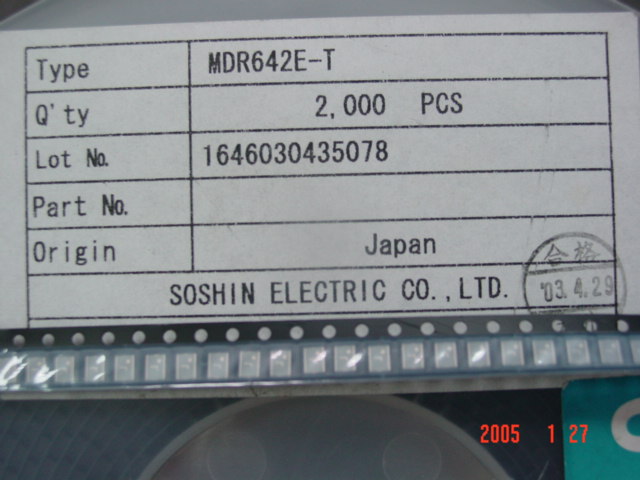 Type MDR642E-T
Q'ty 2,000 PCS
Lot No. 1646030435078
Part No.
Origin Japan
SOSHIN ELECTRIC CO.,LTD.
合格
'03.4.29
2005 1 27